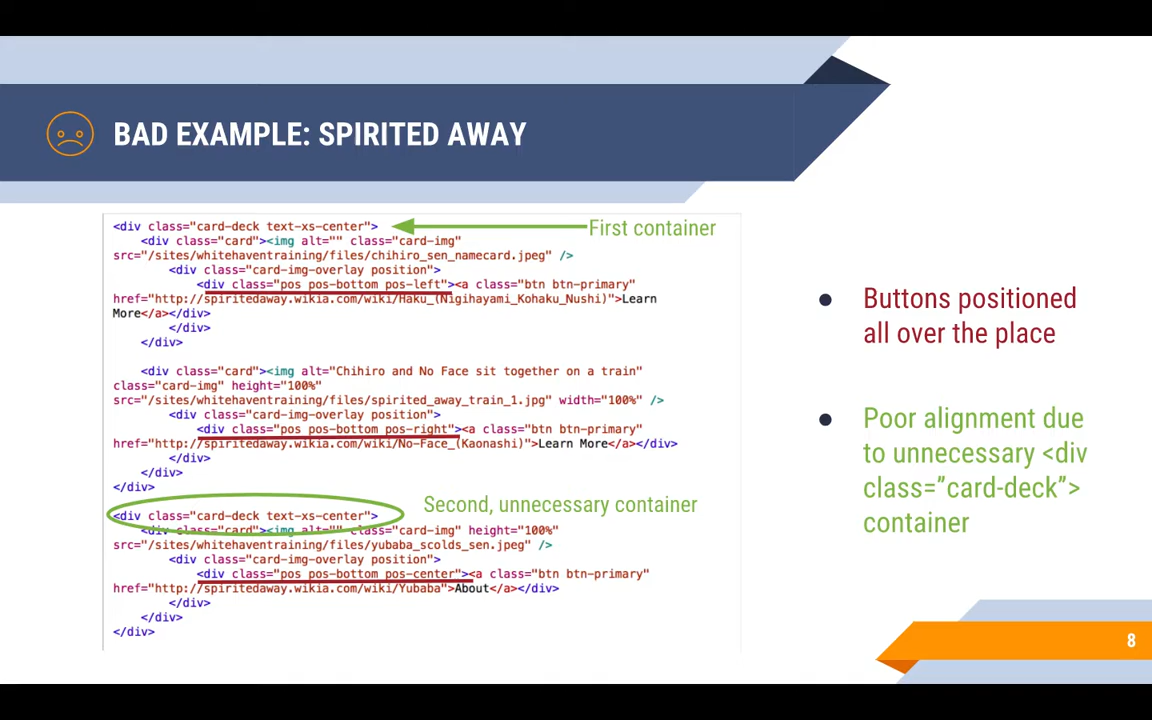 BAD EXAMPLE: SPIRITED AWAY
<div class="card-deck text-xs-center">
First container
<div class="card"><img alt="" class="card-img"
src="/sites/whitehaventraining/files/chihiro_sen_namecard.jpeg" />
<div class="card-img-overlay position">
<div class="pos pos-bottom pos-left"><a class="btn btn-primary"
href="http://spiritedaway.wikia.com/wiki/Haku_(Nigihayami_Kohaku_Nushi)">Learn
More</a></div>
</div>
</div>
<div class="card"><img alt="Chihiro and No Face sit together on a train"
class="card-img" height="100%"
src="/sites/whitehaventraining/files/spirited_away_train_1.jpg" width="100%" />
<div class="card-img-overlay position">
<div class="pos pos-bottom pos-right"><a class="btn btn-primary"
href="http://spiritedaway.wikia.com/wiki/No-Face_(Kaonashi)">Learn More</a></div>
</div>
</div>
</div>
Second, unnecessary container
<div class="card-deck text-xs-center">
<div class="card"><img alt="" class="card-img" height="100%"
src="/sites/whitehaventraining/files/yubaba_scolds_sen.jpeg" />
<div class="card-img-overlay position">
<div class="pos pos-bottom pos-center"><a class="btn btn-primary"
href="http://spiritedaway.wikia.com/wiki/Yubaba">About</a></div>
</div>
</div>
</div>
● Buttons positioned
all over the place
● Poor alignment due
to unnecessary <div
class=”card-deck”>
container
8